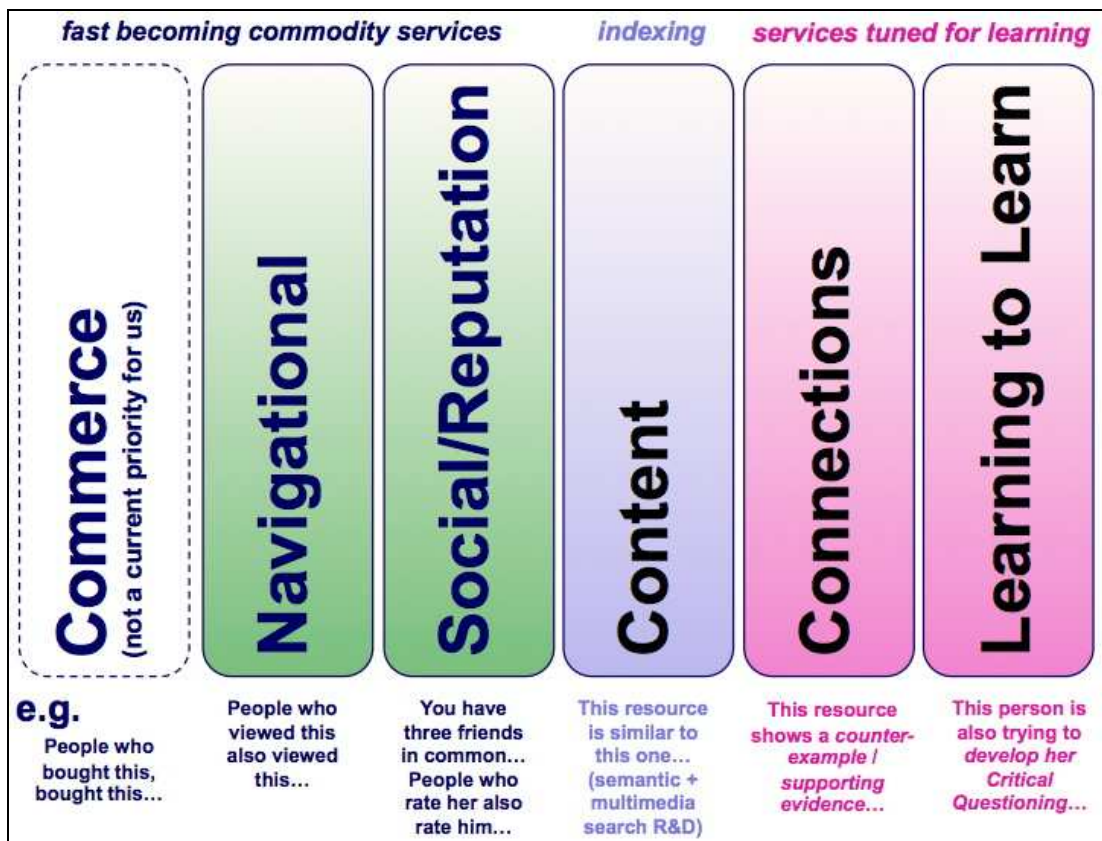 fast becoming commodity services
indexing
services tuned for learning
Commerce
(not a current priority for us)
Navigational
Social/Reputation
Content
Connections
Learning to Learn
e.g.
People who
bought this,
bought this…
People who
viewed this
also viewed
this…
You have
three friends
in common…
People who
rate her also
rate him…
This resource
is similar to
this one…
(semantic +
multimedia
search R&D)
This resource
shows a counter-
example /
supporting
evidence…
This person is
also trying to
develop her
Critical
Questioning…